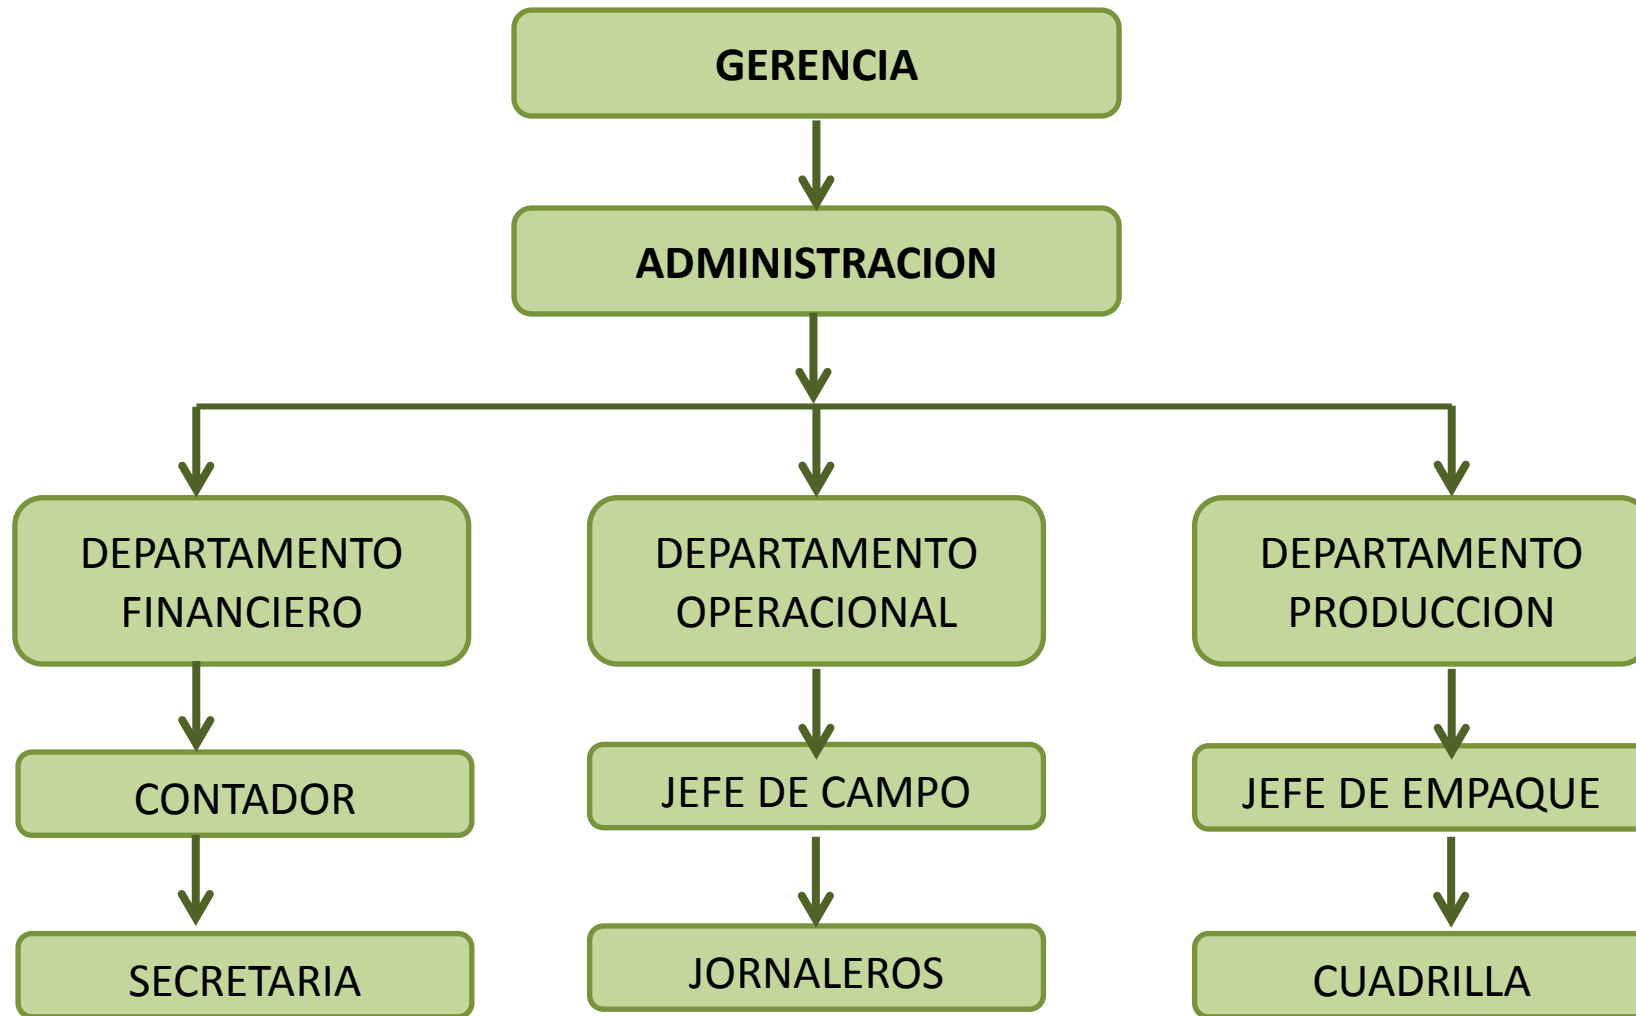 GERENCIA
ADMINISTRACION
DEPARTAMENTO
FINANCIERO
DEPARTAMENTO
OPERACIONAL
DEPARTAMENTO
PRODUCCION
CONTADOR
JEFE DE CAMPO
JEFE DE EMPAQUE
SECRETARIA
JORNALEROS
CUADRILLA